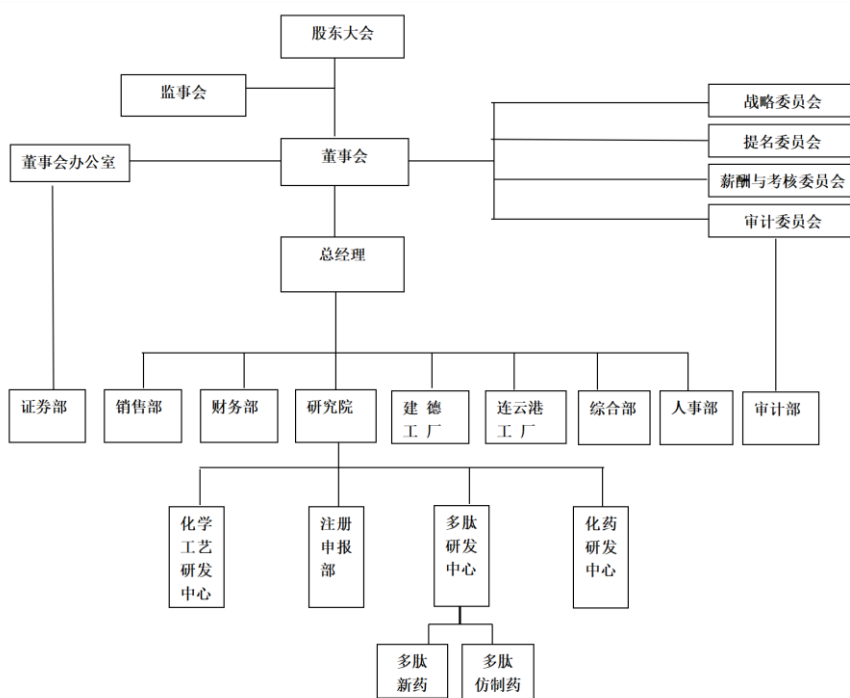 股东大会
监事会
战略委员会
提名委员会
董事会办公室
董事会
薪酬与考核委员会
审计委员会
总经理
证券部
销售部
财务部
研究院
建 德
工 厂
连云港
工 厂
综合部
人事部
审计部
化学
工艺
研发
中心
注册
申报
部
多肽
研发
中心
化药
研发
中心
多肽
新药
多肽
仿制药